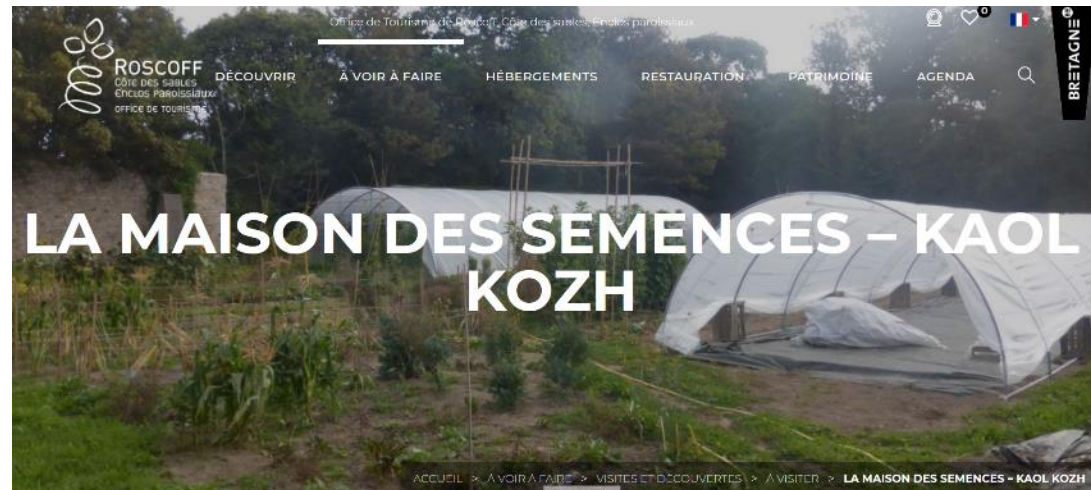 Office de Tourisme de Roscoff, Côte des sables, Enclos paroissiaux
0
BRETAGNE
ROSCOFF
CÔTE DES SABLES
ENCLOS PAROISSIAUX
OFFICE DE TOURISME
DÉCOUVRIR À VOIR À FAIRE HÉBERGEMENTS RESTAURATION PATRIMOINE AGENDA
LA MAISON DES SEMENCES – KAOL
KOZH
ACCUEIL > À VOIR À FAIRE > VISITES ET DÉCOUVERTES > À VISITER > LA MAISON DES SEMENCES – KAOL KOZH